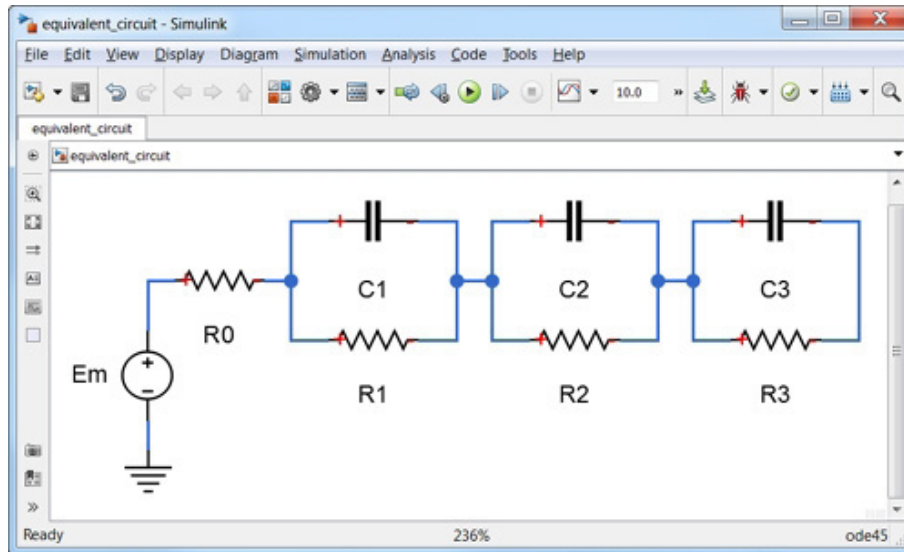 equivalent_circuit - Simulink
File Edit View Display Diagram Simulation Analysis Code Tools Help
10.0 »
equivalent_circuit
equivalent_circuit
C1 C2 C3
R0
Em + −
R1 R2 R3
»
Ready 236% ode45